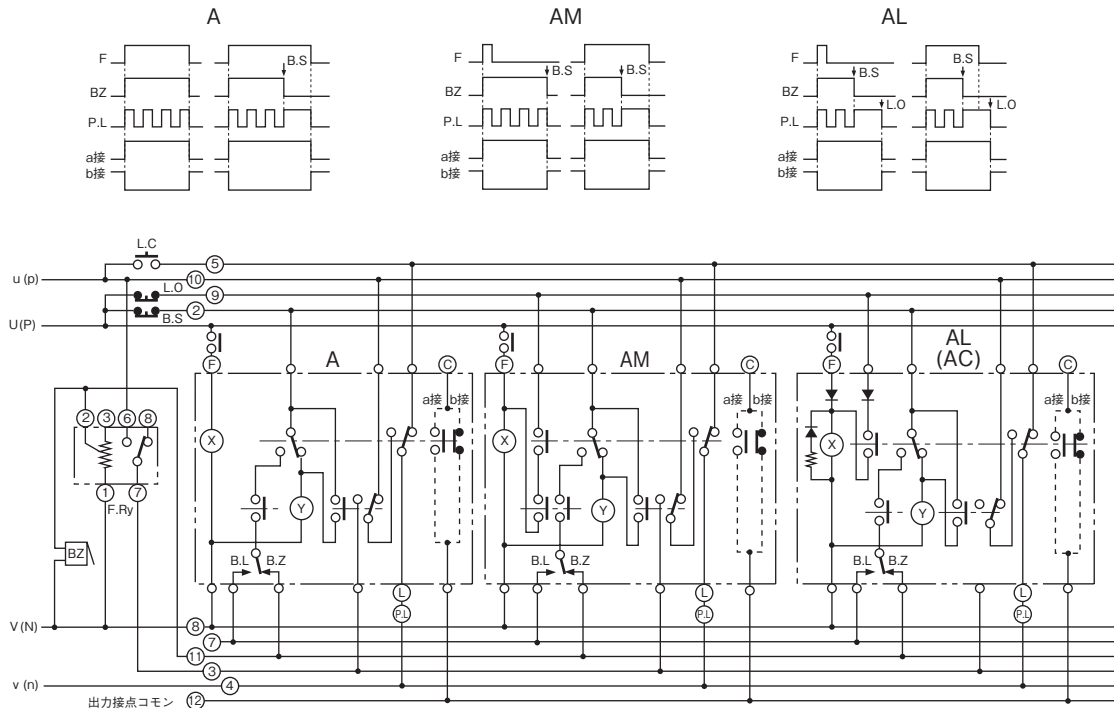 A
AM
AL
F
B.S
BZ
P.L
a接
b接
F
B.S
B.S
BZ
P.L
a接
b接
F
B.S
B.S
BZ
L.O
L.O
P.L
a接
b接
L.C
⑤
u (p)
⑩
L.O
⑨
②
U (P)
B.S
A
AM
AL
(AC)
F
C
F
C
F
C
a接 b接
a接 b接
a接 b接
② ③ ⑥ ⑧
X
X
X
① ⑦
F.Ry
Y
Y
Y
BZ
B.L B.Z
B.L B.Z
B.L B.Z
L
L
L
P.L
P.L
P.L
V (N)
⑧
⑦
⑪
③
v (n)
④
出力接点コモン ⑫